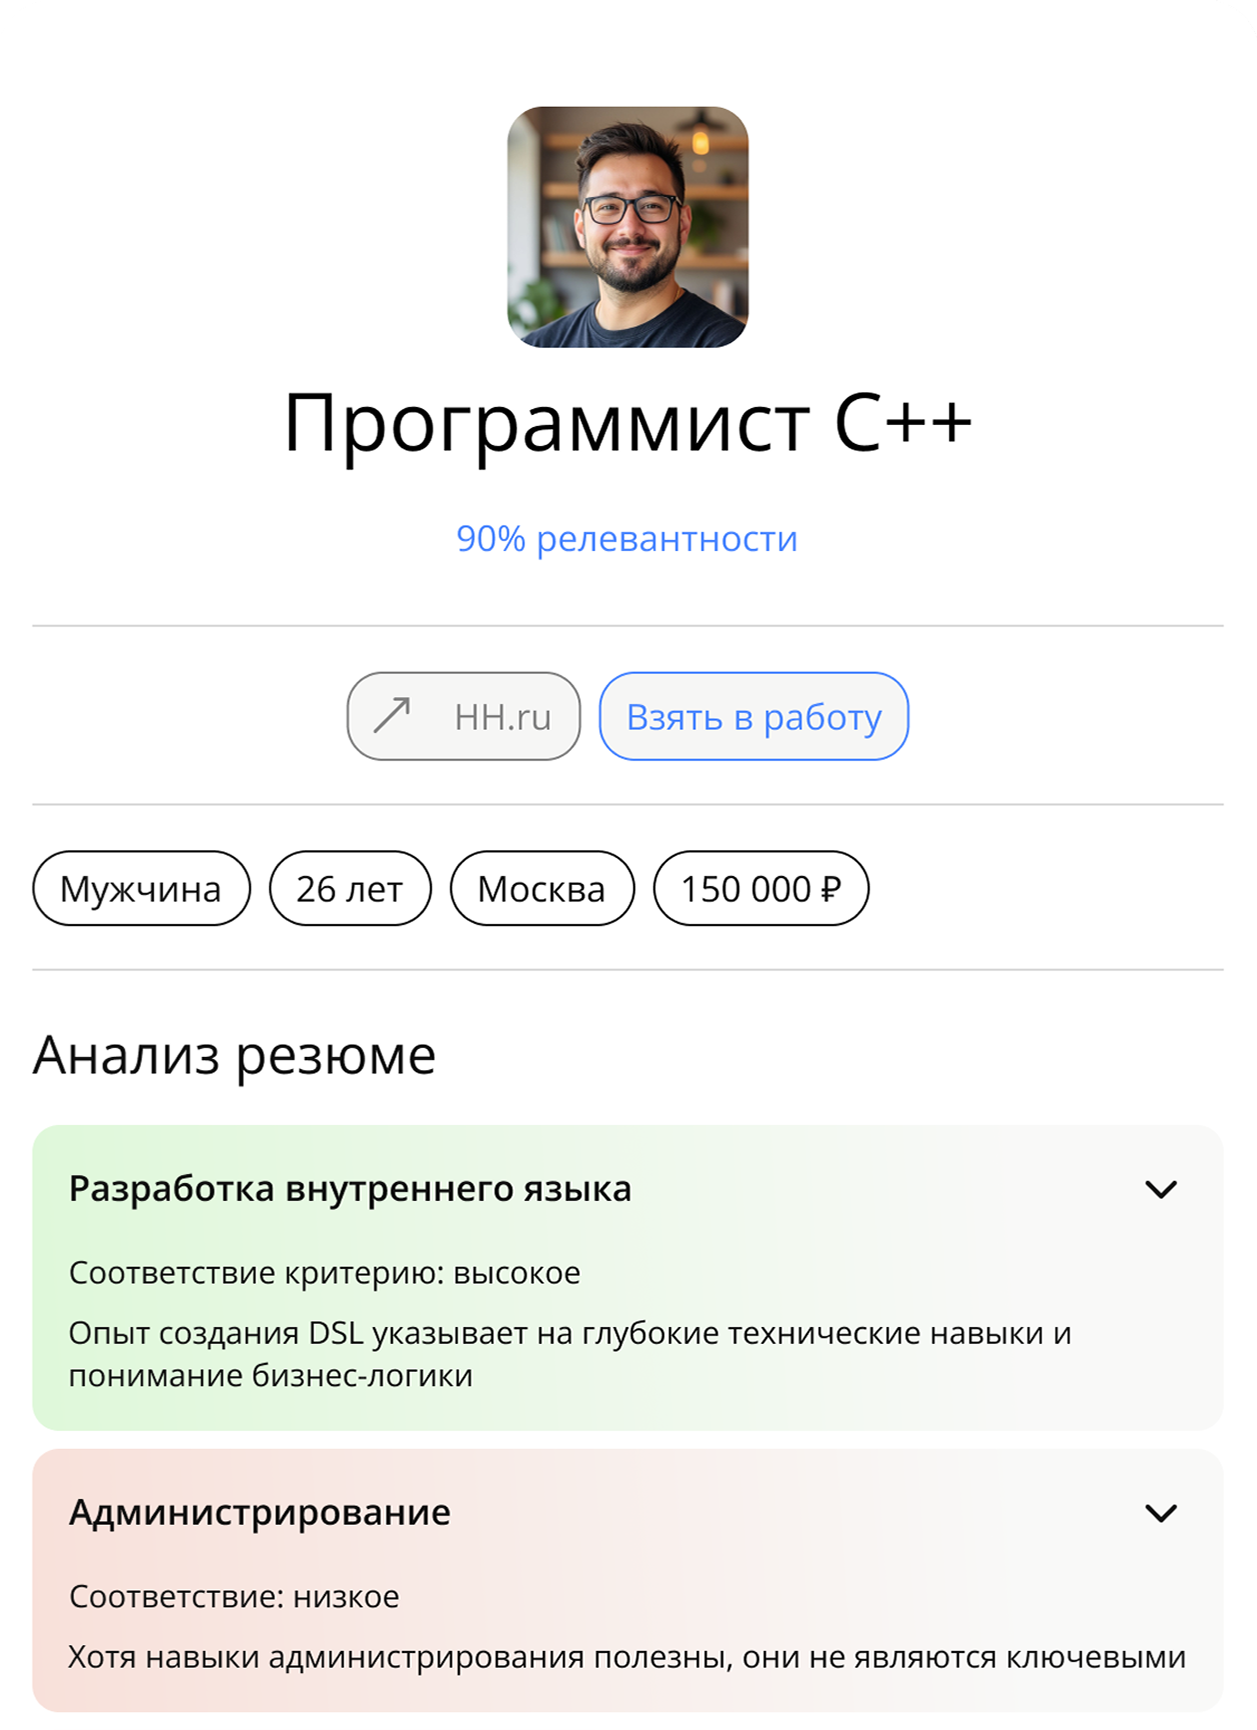 Программист C++
90% релевантности
HH.ru
Взять в работу
Мужчина
26 лет
Москва
150 000 ₽
Анализ резюме
Разработка внутреннего языка
Соответствие критерию: высокое
Опыт создания DSL указывает на глубокие технические навыки и
понимание бизнес-логики
Администрирование
Соответствие: низкое
Хотя навыки администрирования полезны, они не являются ключевыми